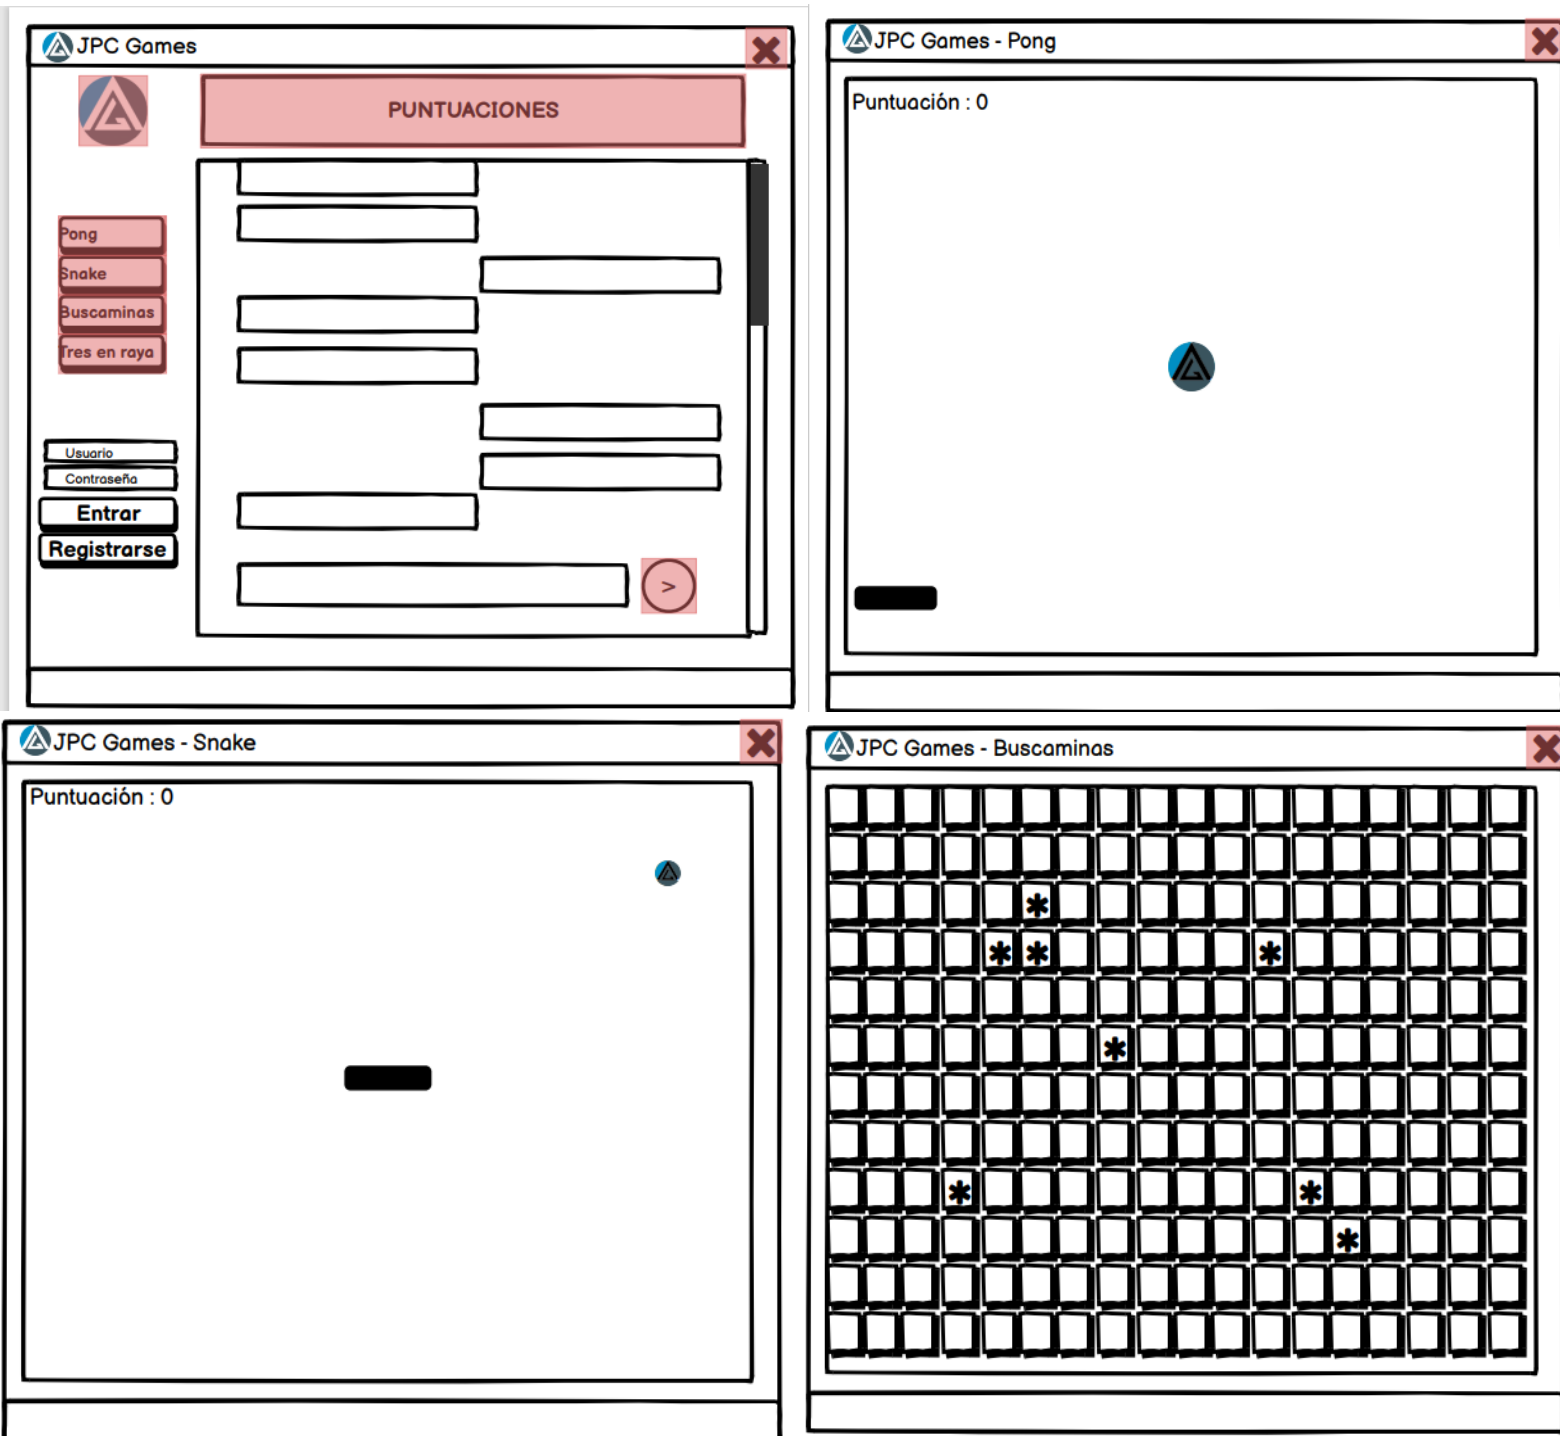 JPC Games
PUNTUACIONES
Pong
Snake
Buscaminas
Tres en raya
Usuario
Contraseña
Entrar
Registrarse
>
JPC Games - Pong
Puntuación : 0
JPC Games - Snake
Puntuación : 0
JPC Games - Buscaminas
*
* * *
*
* *
*